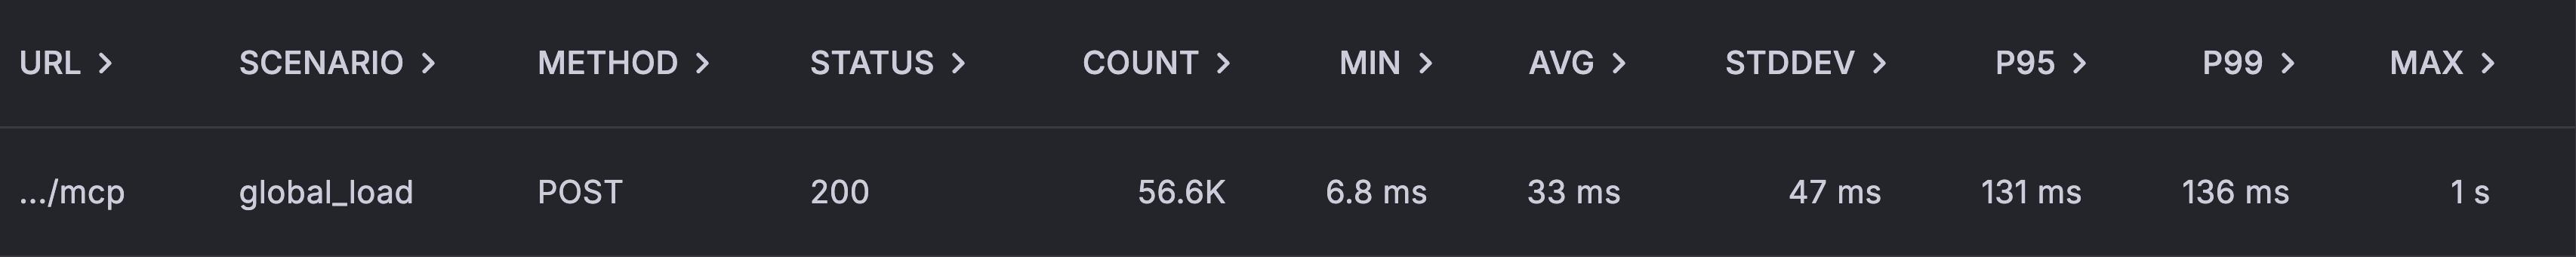 URL > SCENARIO > METHOD > STATUS > COUNT > MIN > AVG > STDDEV > P95 > P99 > MAX >
.../mcp global_load POST 200 56.6K 6.8 ms 33 ms 47 ms 131 ms 136 ms 1 s